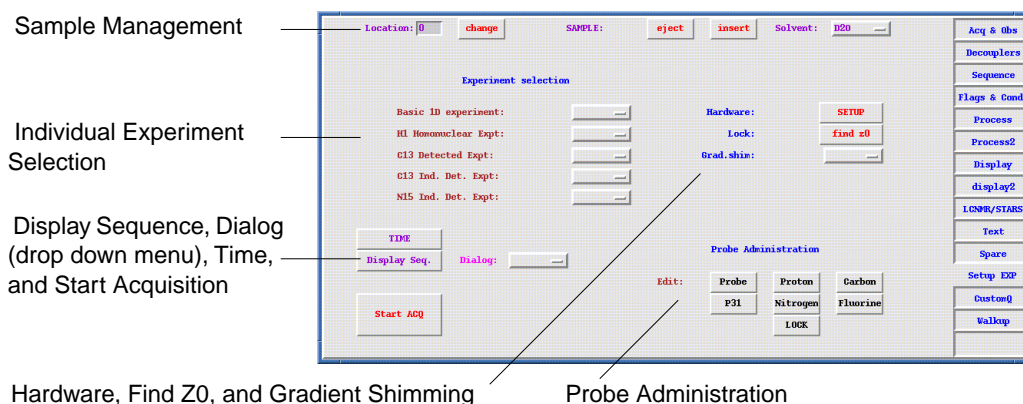 Sample Management
Location: 0 change SAMPLE: eject insert Solvent: D2O
Experiment selection
Basic 1D experiment:
H1 Homonuclear Expt:
C13 Detected Expt:
C13 Ind. Det. Expt:
N15 Ind. Det. Expt:
Hardware: SETUP
Lock: find z0
Grad.shim:
Individual Experiment
Selection
Display Sequence, Dialog
(drop down menu), Time,
and Start Acquisition
TIME
Display Seq. Dialog:
Start ACQ
Probe Administration
Edit: Probe Proton Carbon
P31 Nitrogen Fluorine
LOCK
Acq & Obs
Decouplers
Sequence
Flags & Cond
Process
Process2
Display
display2
LCNMR/STARS
Text
Spare
Setup EXP
CustomQ
Walkup
Hardware, Find Z0, and Gradient Shimming
Probe Administration